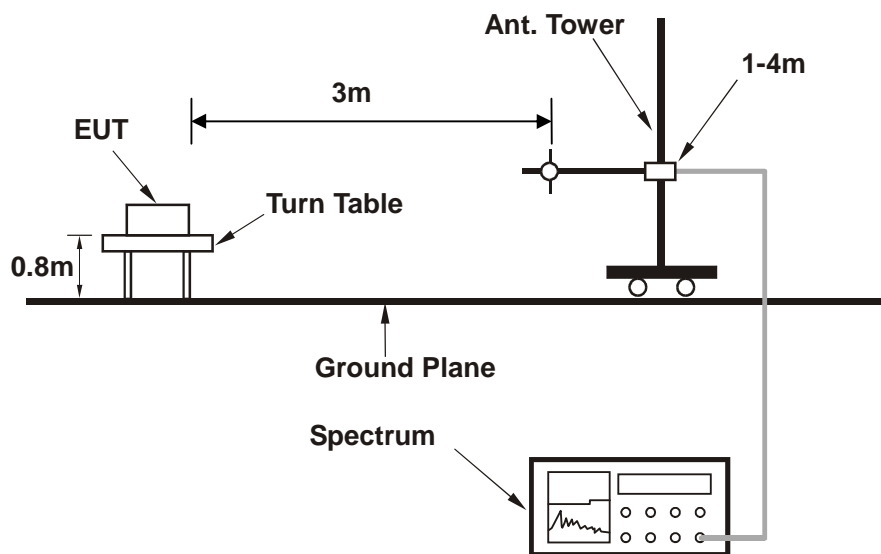 Ant. Tower
1-4m
3m
EUT
Turn Table
0.8m
Ground Plane
Spectrum